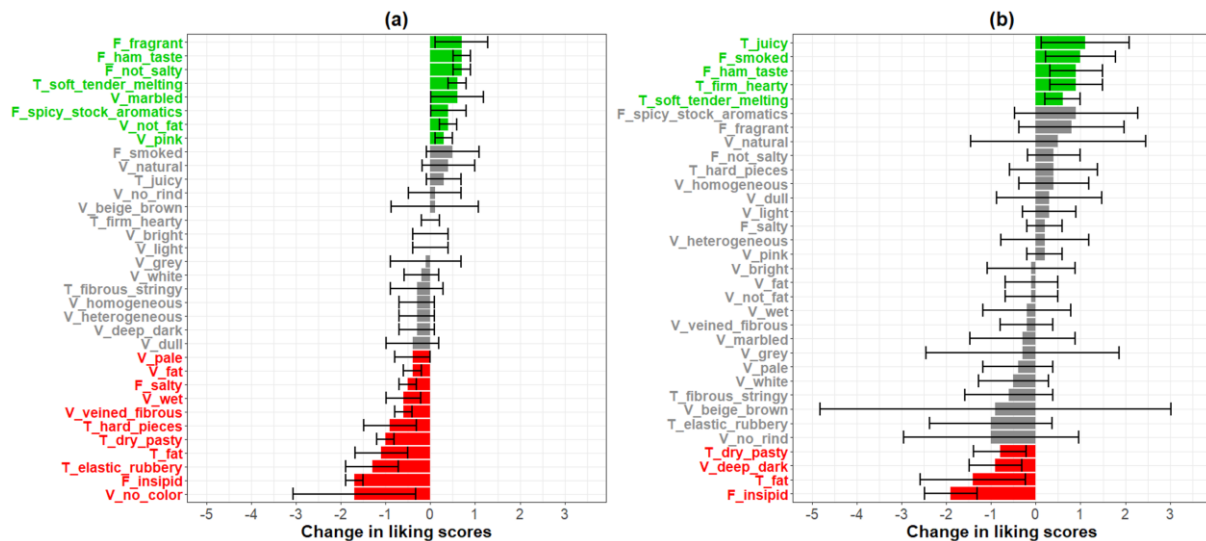 (a)
F_fragrant
F_ham_taste
F_not_salty
T_soft_tender_melting
V_marbled
F_spicy_stock_aromatics
V_not_fat
V_pink
F_smoked
V_natural
T_juicy
V_no_rind
V_beige_brown
T_firm_hearty
V_bright
V_light
V_grey
V_white
T_fibrous_stringy
V_homogeneous
V_heterogeneous
V_deep_dark
V_dull
V_pale
V_fat
F_salty
V_wet
V_veined_fibrous
T_hard_pieces
T_dry_pasty
T_fat
T_elastic_rubbery
F_insipid
V_no_color
-5 -4 -3 -2 -1 0 1 2 3
Change in liking scores
(b)
T_juicy
F_smoked
F_ham_taste
T_firm_hearty
T_soft_tender_melting
F_spicy_stock_aromatics
F_fragrant
V_natural
F_not_salty
T_hard_pieces
V_homogeneous
V_dull
V_light
F_salty
V_heterogeneous
V_pink
V_bright
V_fat
V_not_fat
V_wet
V_veined_fibrous
V_marbled
V_grey
V_pale
V_white
T_fibrous_stringy
V_beige_brown
T_elastic_rubbery
V_no_rind
T_dry_pasty
V_deep_dark
T_fat
F_insipid
-5 -4 -3 -2 -1 0 1 2 3
Change in liking scores